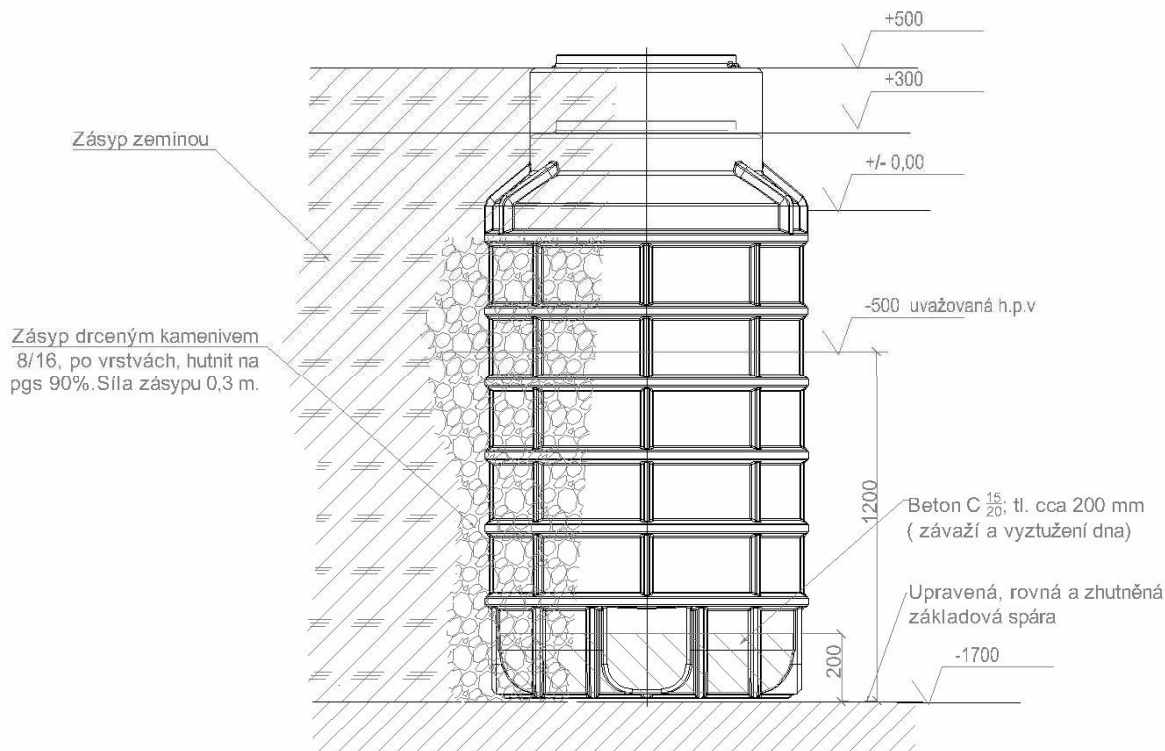 +500
+300
Zásyp zeminou
+/- 0,00
-500 uvažovaná h.p.v
Zásyp drceným kamenivem
8/16, po vrstvách, hutnit na
pgs 90%.Síla zásypu 0,3 m.
1200
Beton C 15/20; tl. cca 200 mm
( závaží a vyztužení dna)
Upravená, rovná a zhutněná
základová spára
200
-1700